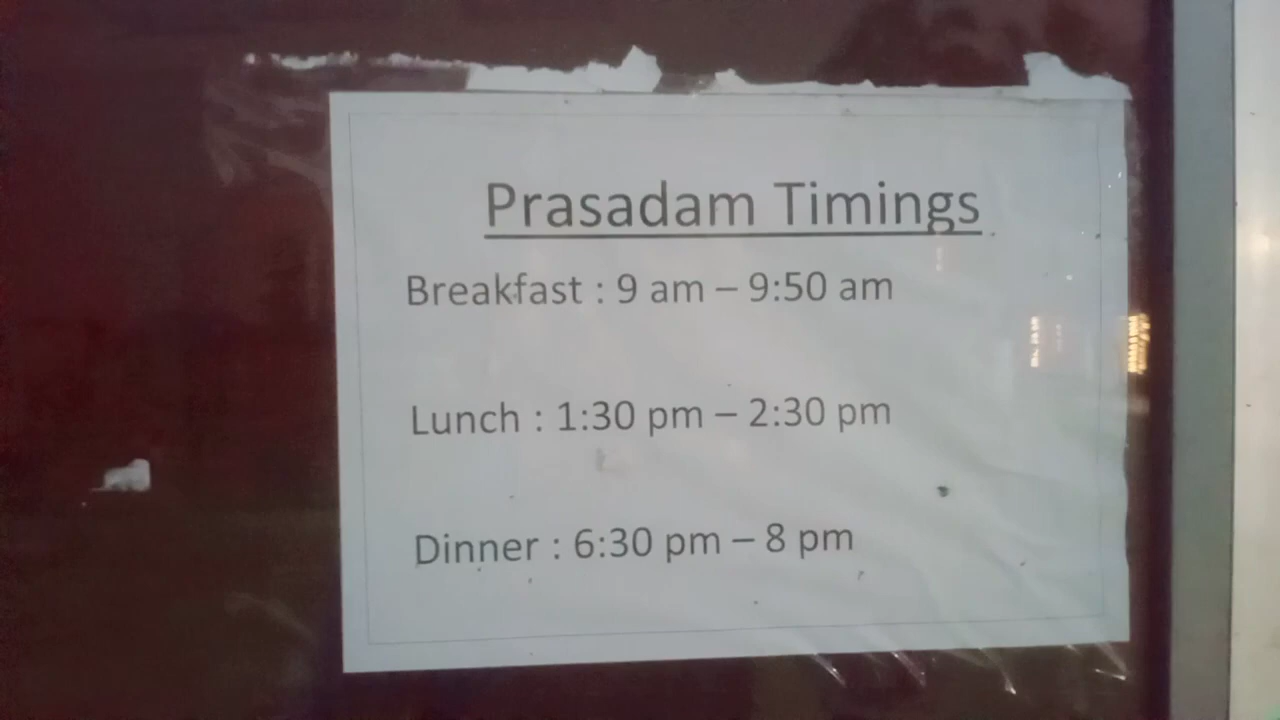 Prasadam Timings
Breakfast : 9 am – 9:50 am
Lunch : 1:30 pm – 2:30 pm
Dinner : 6:30 pm – 8 pm